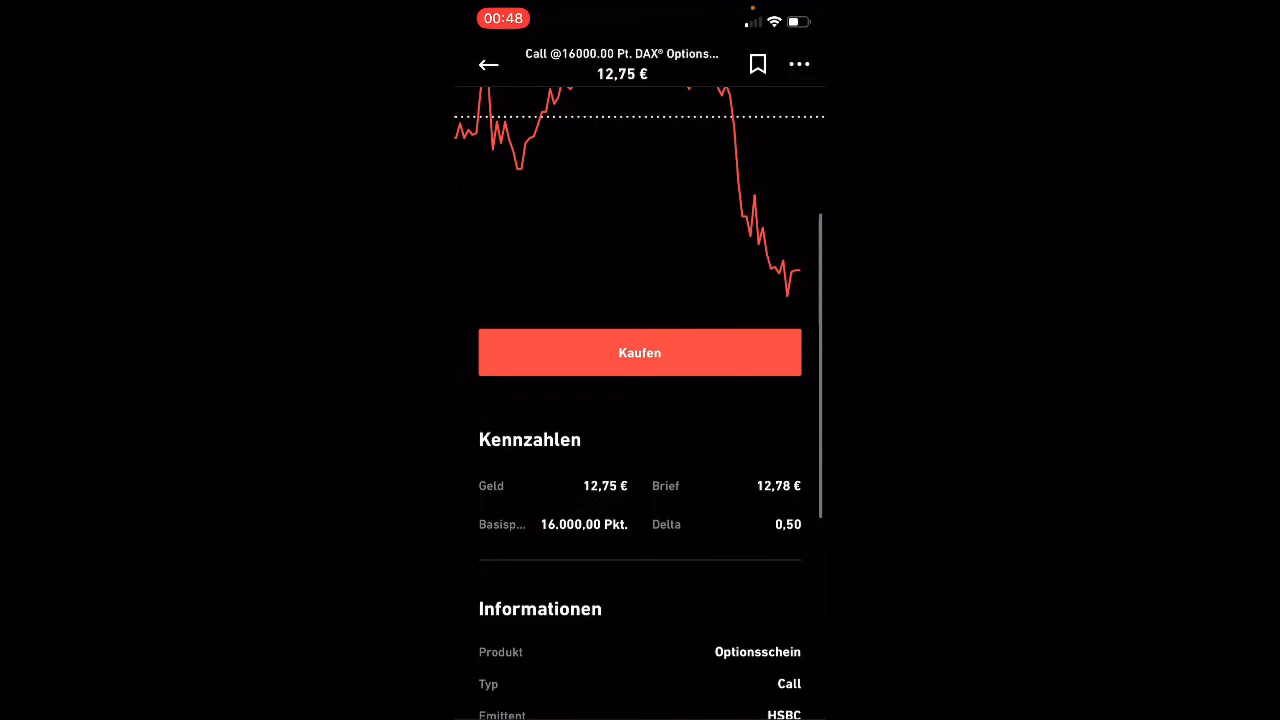 00:48
Call @16000.00 Pt. DAX® Options...
12,75 €
Kaufen
Kennzahlen
Geld 12,75 € Brief 12,78 €
Basisp... 16.000,00 Pkt. Delta 0,50
Informationen
Produkt Optionsschein
Typ Call
Emittent HSBC